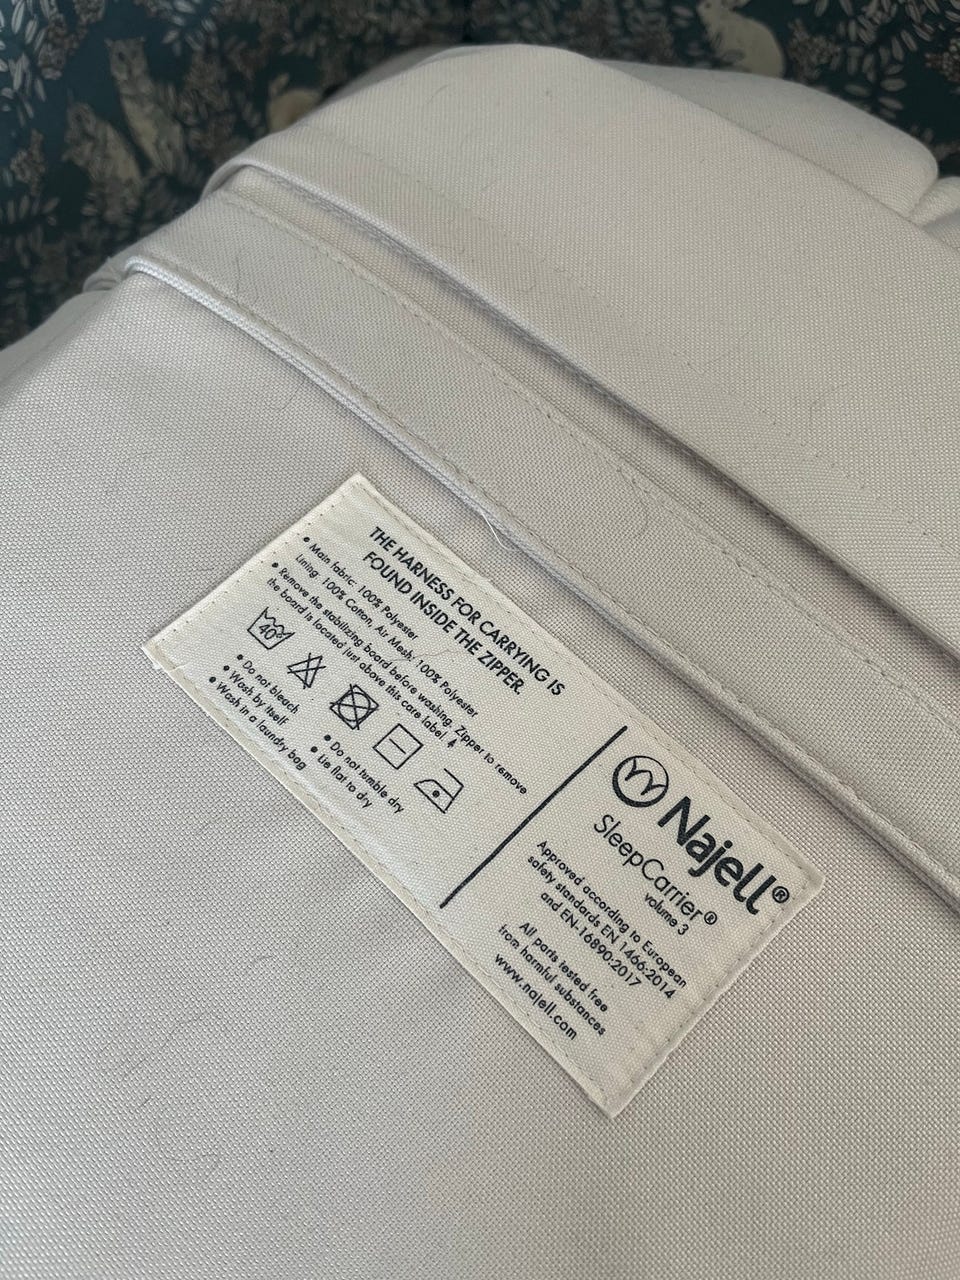 THE HARNESS FOR CARRYING IS
FOUND INSIDE THE ZIPPER.
• Main fabric: 100% Polyester
Lining: 100% Cotton, Air Mesh: 100% Polyester
• Remove the stabilizing board before washing. Zipper to remove
the board is located just above this care label.
40°
• Do not bleach
• Wash by itself
• Wash in a laundry bag
• Do not tumble dry
• Lie flat to dry
Najell®
SleepCarrier®
volume 3
Approved according to European
safety standards EN 1466:2014
and EN-16890:2017
All parts tested free
from harmful substances
www.najell.com